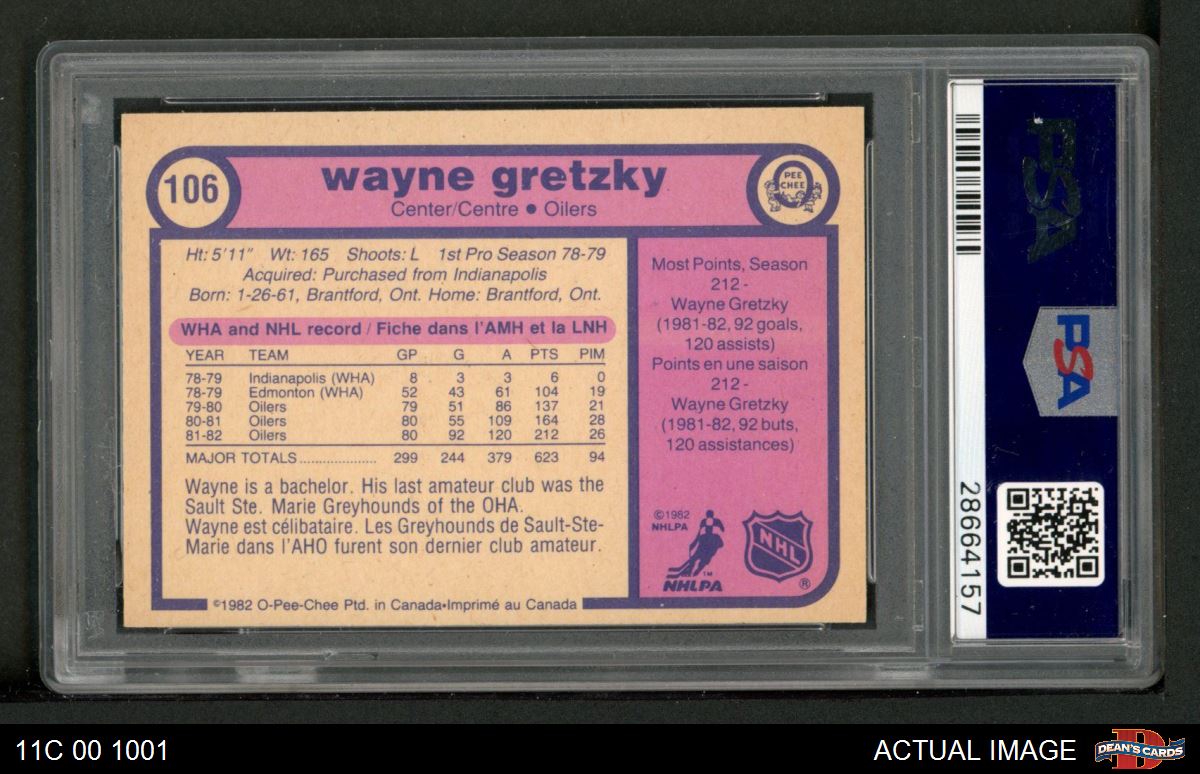 106
wayne gretzky
Center/Centre • Oilers
PEE
CHEE
Ht: 5'11" Wt: 165 Shoots: L 1st Pro Season 78-79
Acquired: Purchased from Indianapolis
Born: 1-26-61, Brantford, Ont. Home: Brantford, Ont.
WHA and NHL record / Fiche dans l'AMH et la LNH
YEAR TEAM GP G A PTS PIM
78-79 Indianapolis (WHA) 8 3 3 6 0
78-79 Edmonton (WHA) 52 43 61 104 19
79-80 Oilers 79 51 86 137 21
80-81 Oilers 80 55 109 164 28
81-82 Oilers 80 92 120 212 26
MAJOR TOTALS.................... 299 244 379 623 94
Wayne is a bachelor. His last amateur club was the
Sault Ste. Marie Greyhounds of the OHA.
Wayne est célibataire. Les Greyhounds de Sault-Ste-
Marie dans l'AHO furent son dernier club amateur.
Most Points, Season
212 -
Wayne Gretzky
(1981-82, 92 goals,
120 assists)
Points en une saison
212 -
Wayne Gretzky
(1981-82, 92 buts,
120 assistances)
©1982
NHLPA
NHLPA
TM
NHL
®
©1982 O-Pee-Chee Ptd. in Canada•Imprimé au Canada
PSA
PSA
28664157
11C 00 1001
ACTUAL IMAGE
DEAN'S CARDS